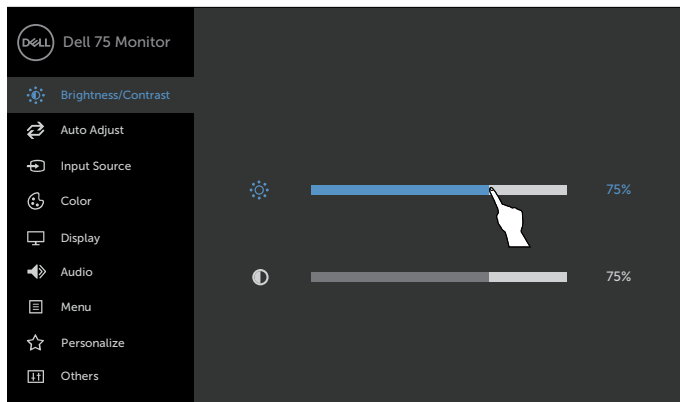 DELL Dell 75 Monitor
Brightness/Contrast
Auto Adjust
Input Source
Color
Display
Audio
Menu
Personalize
Others
75%
75%